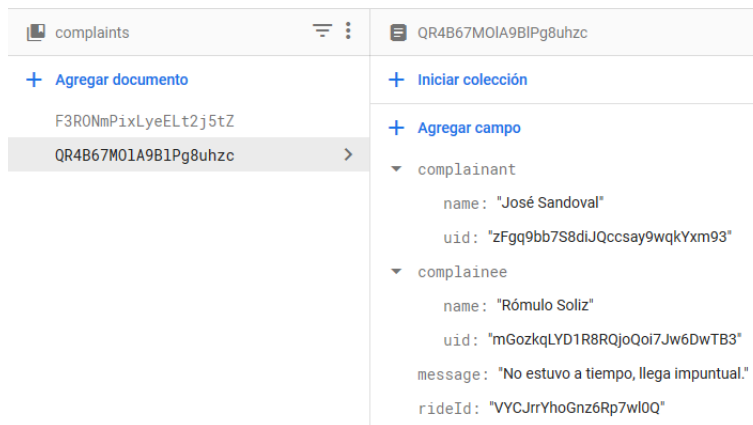 complaints
QR4B67MOlA9BlPg8uhzc
Agregar documento
Iniciar colección
F3RONmPixLyeELt2j5tZ
QR4B67MOlA9BlPg8uhzc
Agregar campo
complainant
name: "José Sandoval"
uid: "zFgq9bb7S8diJQccsay9wqkYxm93"
complainee
name: "Rómulo Soliz"
uid: "mGozkqLYD1R8RQjoQoi7Jw6DwTB3"
message: "No estuvo a tiempo, llega impuntual."
rideId: "VYCJrrYhoGnz6Rp7wl0Q"